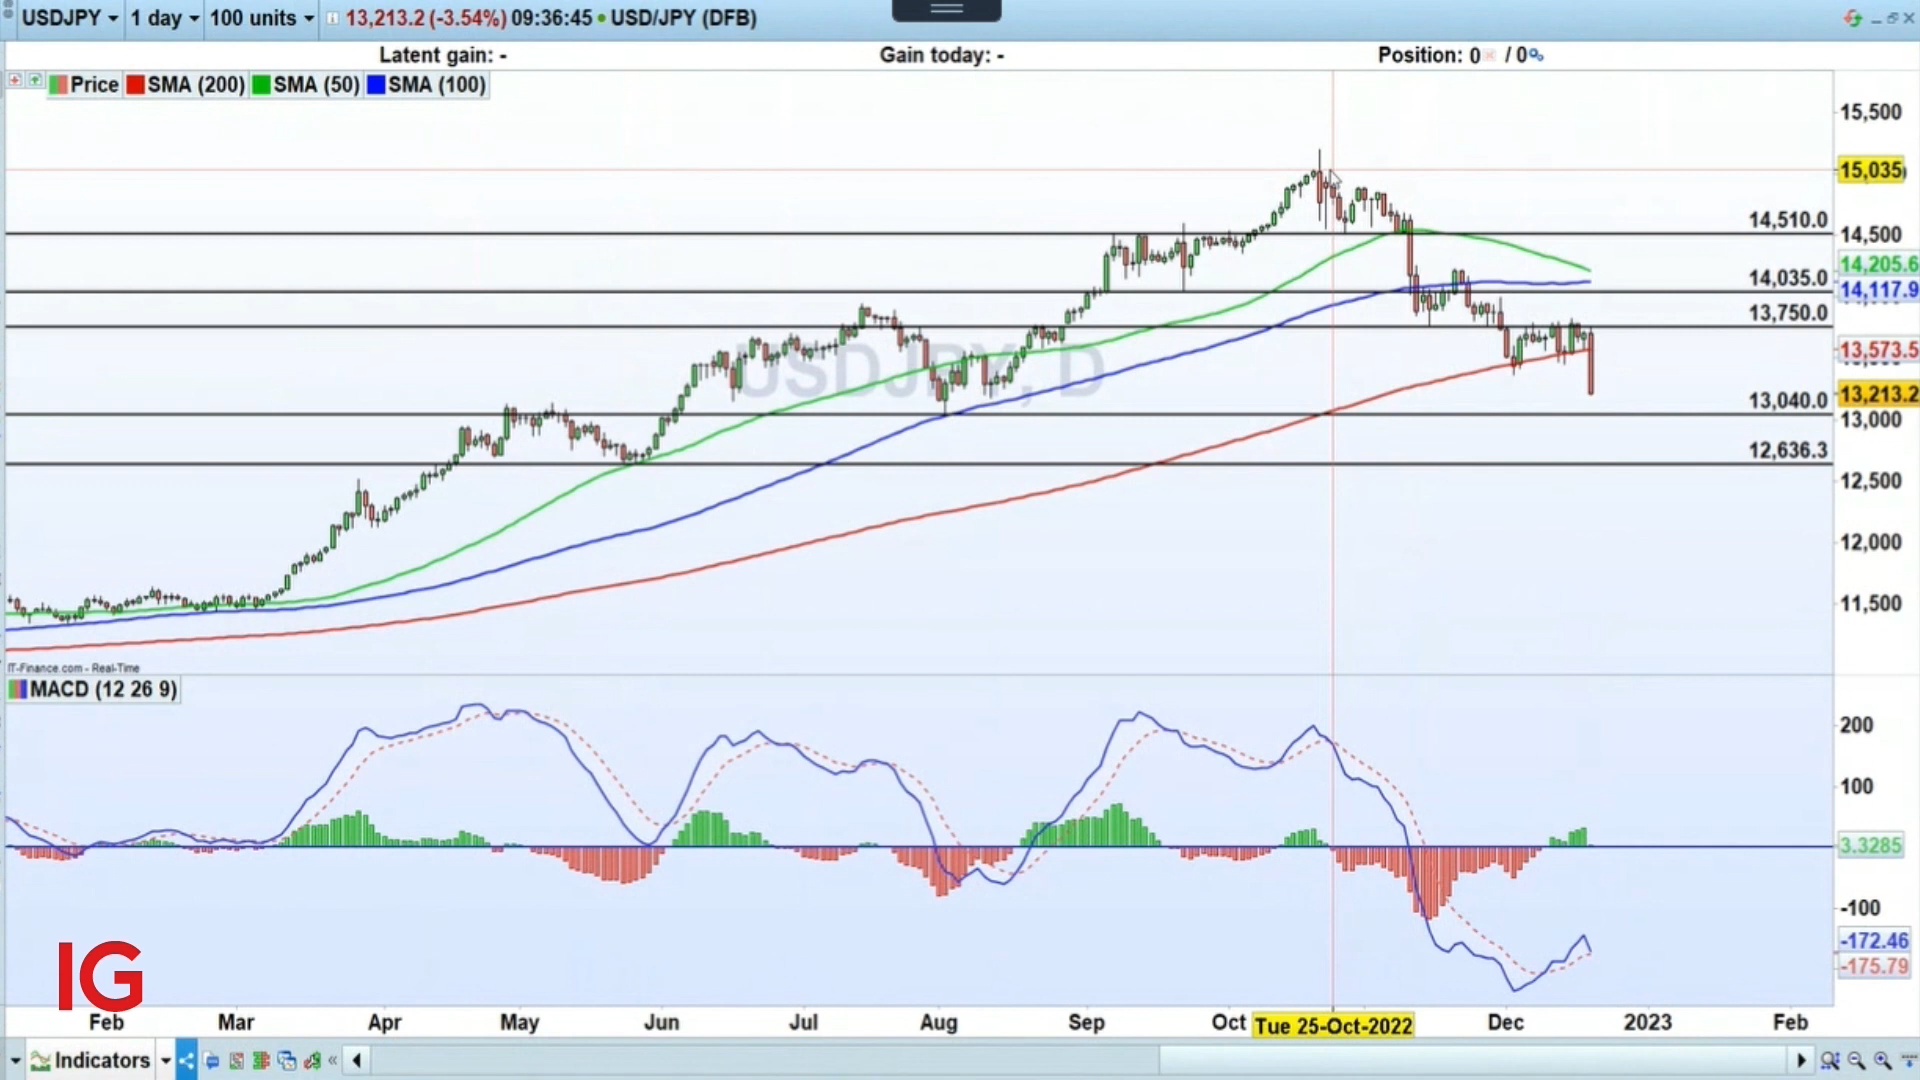 USDJPY 1 day 100 units 13,213.2 (-3.54%) 09:36:45 USD/JPY (DFB)
Latent gain: - Gain today: - Position: 0 / 0
Price SMA (200) SMA (50) SMA (100)
15,500
15,035
14,510.0
14,500
14,205.6
14,035.0
14,117.9
13,750.0
13,573.5
USDJPY, D
13,213.2
13,040.0
13,000
12,636.3
12,500
12,000
11,500
IT-Finance.com - Real-Time
MACD (12 26 9)
200
100
3.3285
-100
-172.46
-175.79
IG
Feb Mar Apr May Jun Jul Aug Sep Oct Tue 25-Oct-2022 Dec 2023 Feb
Indicators